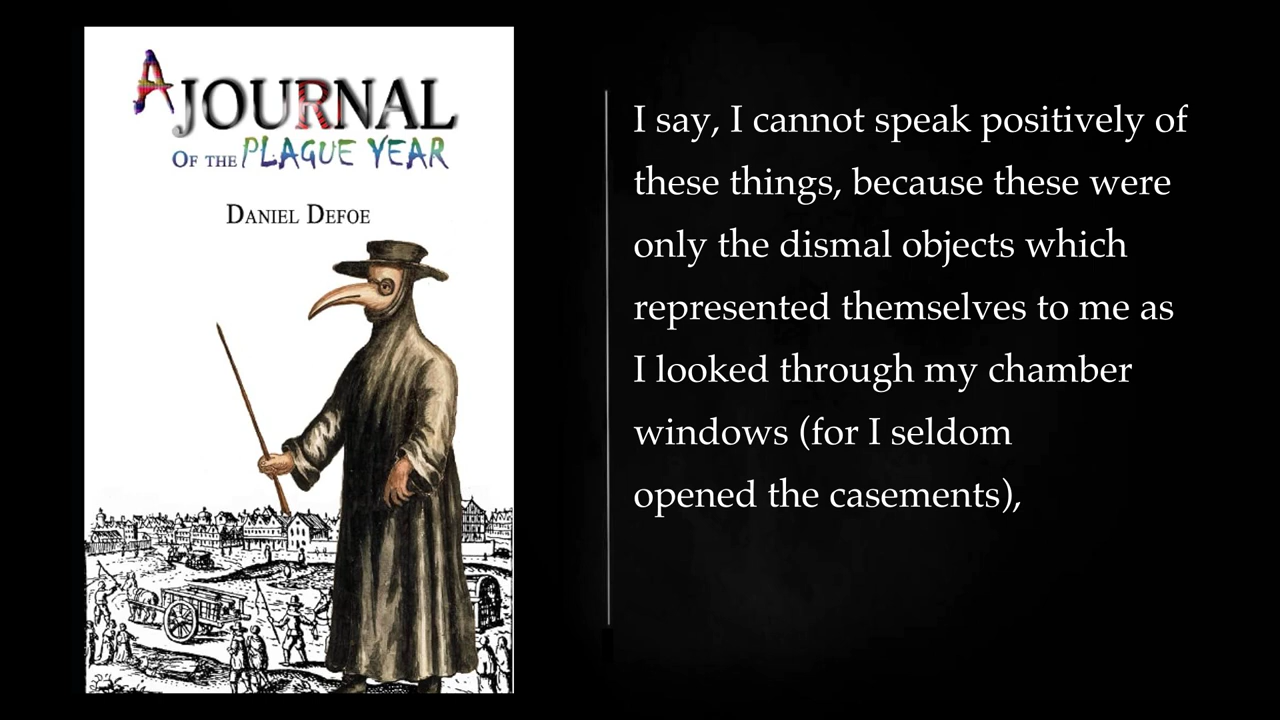 A JOURNAL
OF THE PLAGUE YEAR
DANIEL DEFOE
I say, I cannot speak positively of
these things, because these were
only the dismal objects which
represented themselves to me as
I looked through my chamber
windows (for I seldom
opened the casements),